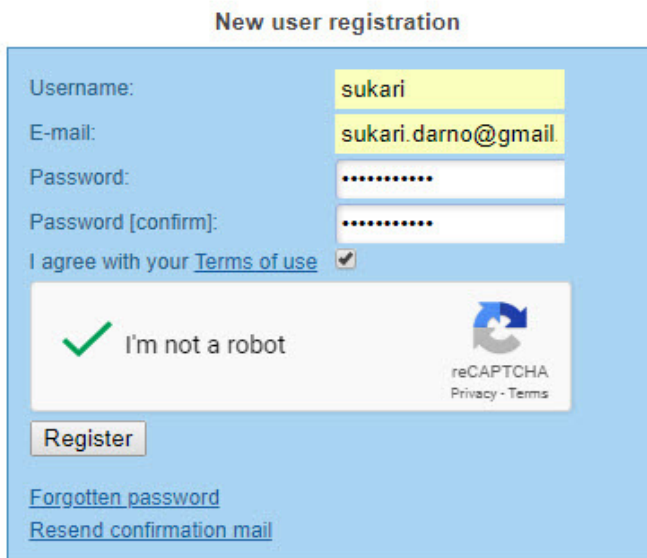 New user registration
Username: sukari
E-mail: sukari.darno@gmail.
Password: •••••••••••
Password [confirm]: •••••••••••
I agree with your Terms of use
I'm not a robot
reCAPTCHA
Privacy - Terms
Register
Forgotten password
Resend confirmation mail